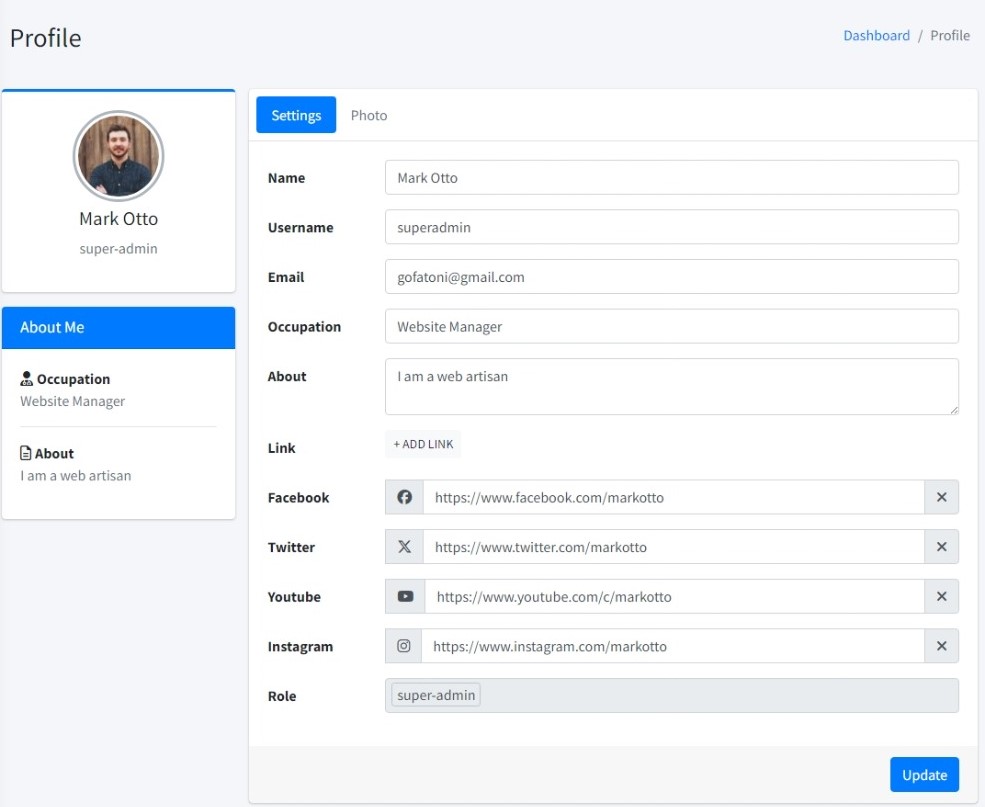 Profile
Dashboard / Profile
Mark Otto
super-admin
About Me
Occupation
Website Manager
About
I am a web artisan
Settings Photo
Name Mark Otto
Username superadmin
Email gofatoni@gmail.com
Occupation Website Manager
About I am a web artisan
Link + ADD LINK
Facebook https://www.facebook.com/markotto
Twitter https://www.twitter.com/markotto
Youtube https://www.youtube.com/c/markotto
Instagram https://www.instagram.com/markotto
Role super-admin
Update